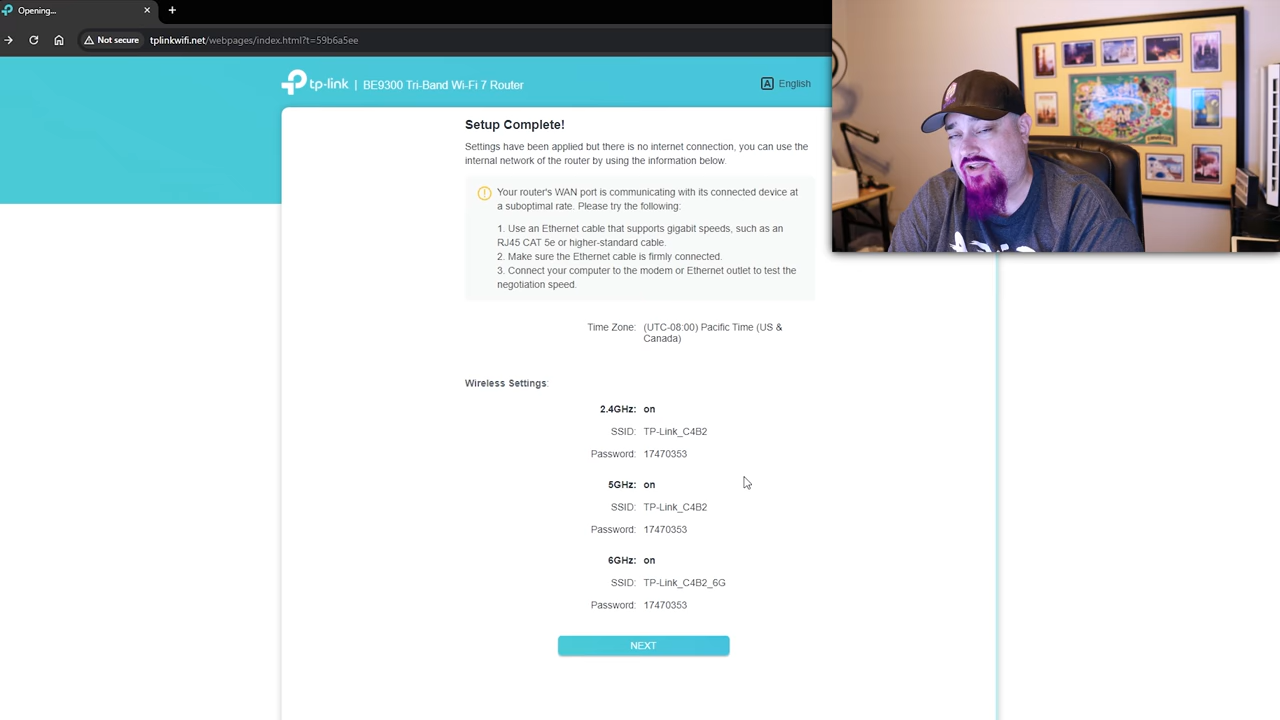 Opening...
Not secure tplinkwifi.net/webpages/index.html?t=59b6a5ee
tp-link | BE9300 Tri-Band Wi-Fi 7 Router
A English
Setup Complete!
Settings have been applied but there is no internet connection, you can use the
internal network of the router by using the information below.
Your router's WAN port is communicating with its connected device at
a suboptimal rate. Please try the following:
1. Use an Ethernet cable that supports gigabit speeds, such as an
RJ45 CAT 5e or higher-standard cable.
2. Make sure the Ethernet cable is firmly connected.
3. Connect your computer to the modem or Ethernet outlet to test the
negotiation speed.
Time Zone: (UTC-08:00) Pacific Time (US &
Canada)
Wireless Settings:
2.4GHz: on
SSID: TP-Link_C4B2
Password: 17470353
5GHz: on
SSID: TP-Link_C4B2
Password: 17470353
6GHz: on
SSID: TP-Link_C4B2_6G
Password: 17470353
NEXT